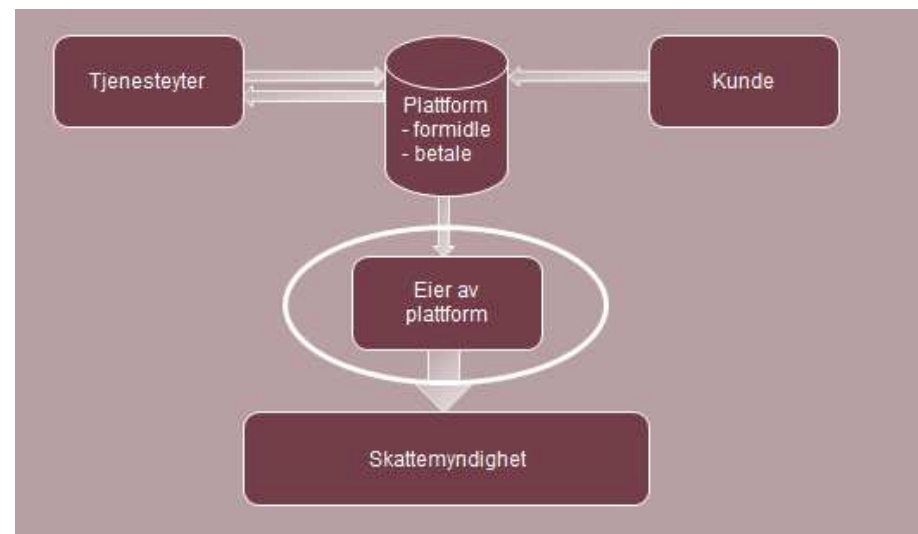 Tjenesteyter
Plattform
- formidle
- betale
Kunde
Eier av
plattform
Skattemyndighet